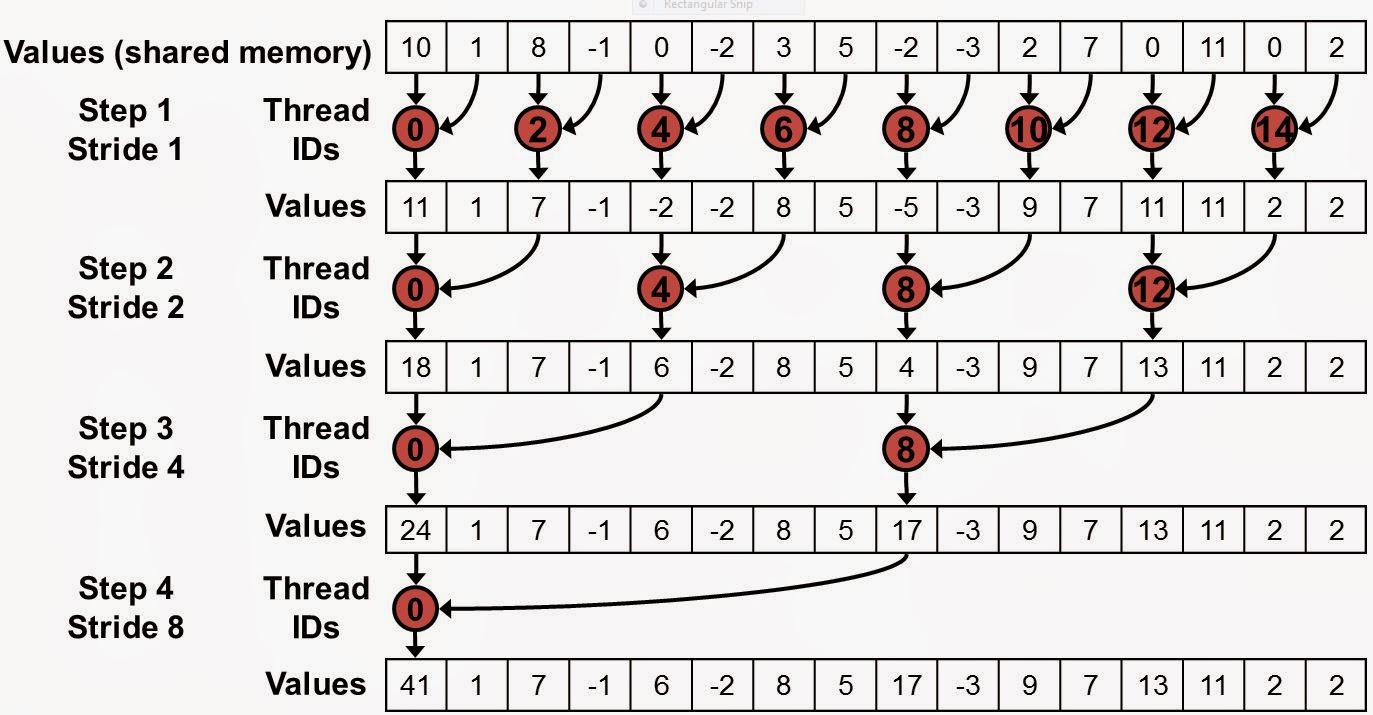 Rectangular Snip
Values (shared memory) 10 1 8 -1 0 -2 3 5 -2 -3 2 7 0 11 0 2
Step 1 Thread
Stride 1 IDs 0 2 4 6 8 10 12 14
Values 11 1 7 -1 -2 -2 8 5 -5 -3 9 7 11 11 2 2
Step 2 Thread
Stride 2 IDs 0 4 8 12
Values 18 1 7 -1 6 -2 8 5 4 -3 9 7 13 11 2 2
Step 3 Thread
Stride 4 IDs 0 8
Values 24 1 7 -1 6 -2 8 5 17 -3 9 7 13 11 2 2
Step 4 Thread
Stride 8 IDs 0
Values 41 1 7 -1 6 -2 8 5 17 -3 9 7 13 11 2 2